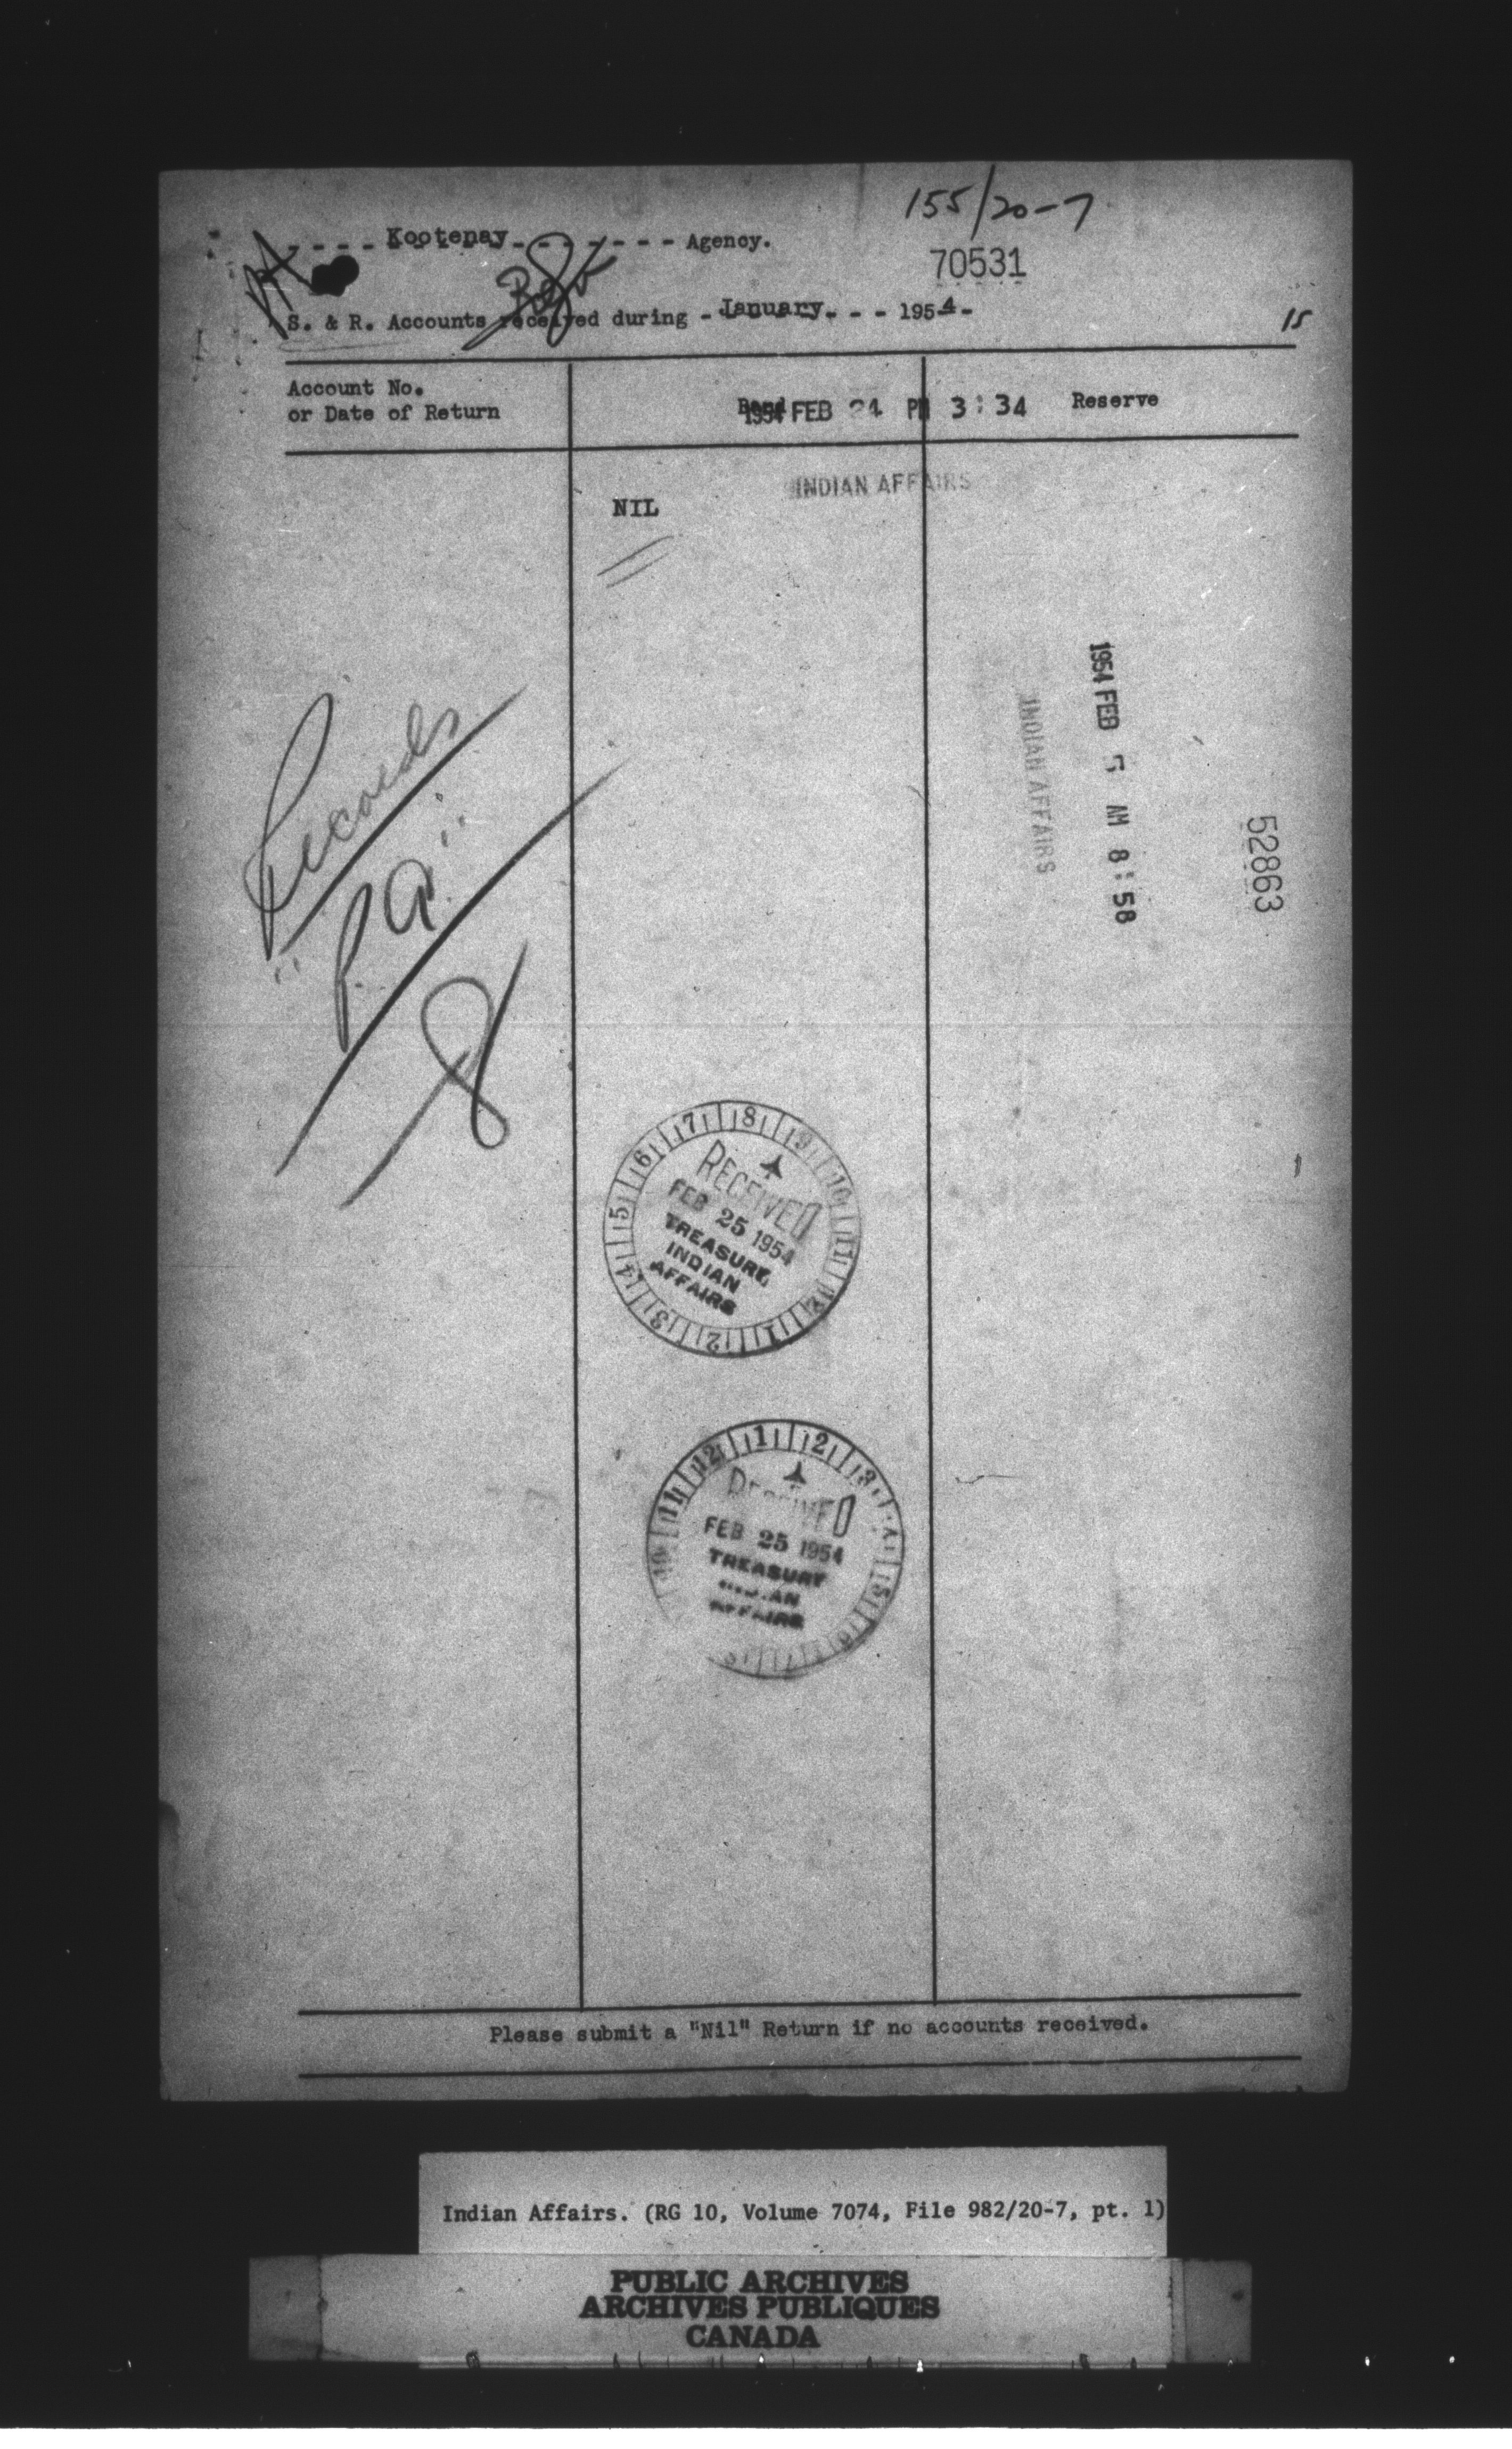 155/20-7
Kootenay Agency.
70531
S. & R. Accounts received during January 1954
15
Account No.
or Date of Return
Band
Reserve
1954 FEB 24 PM 3:34
INDIAN AFFAIRS
NIL
1954 FEB 5 AM 8:58
INDIAN AFFAIRS
52863
Records
P.A.
RECEIVED
FEB 25 1954
TREASURY
INDIAN
AFFAIRS
RECEIVED
FEB 25 1954
TREASURY
INDIAN
AFFAIRS
Please submit a "Nil" Return if no accounts received.
Indian Affairs. (RG 10, Volume 7074, File 982/20-7, pt. 1)
PUBLIC ARCHIVES
ARCHIVES PUBLIQUES
CANADA